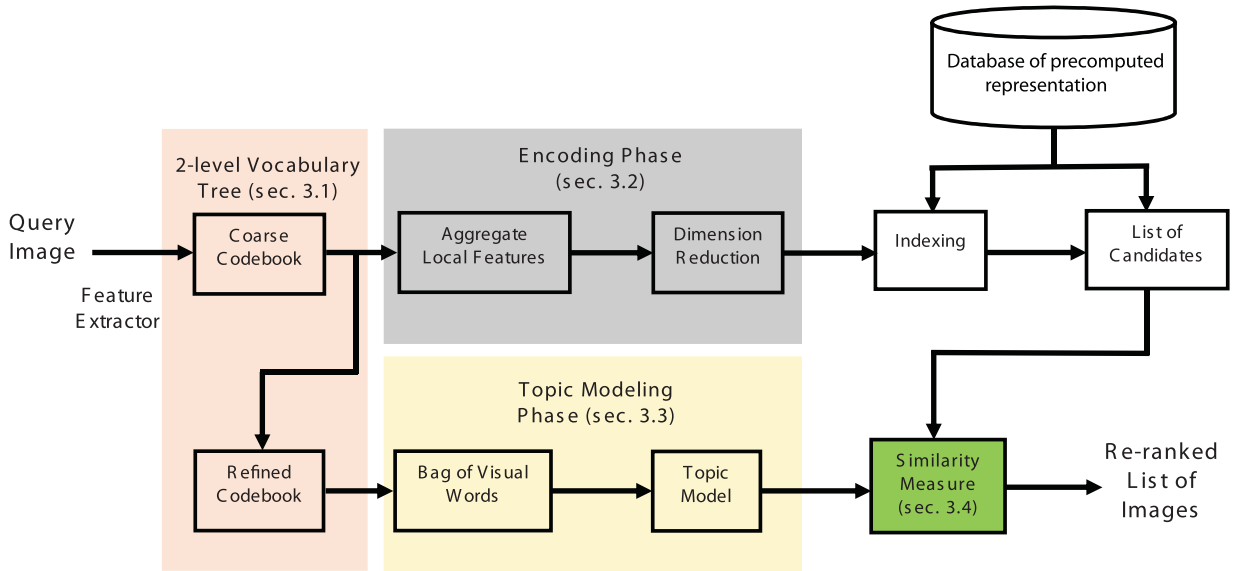 Database of precomputed
representation
2-level Vocabulary
Tree (sec. 3.1)
Encoding Phase
(sec. 3.2)
Query
Image
Coarse
Codebook
Aggregate
Local Features
Dimension
Reduction
Indexing
List of
Candidates
Feature
Extractor
Topic Modeling
Phase (sec. 3.3)
Refined
Codebook
Bag of Visual
Words
Topic
Model
Similarity
Measure
(sec. 3.4)
Re-ranked
List of
Images